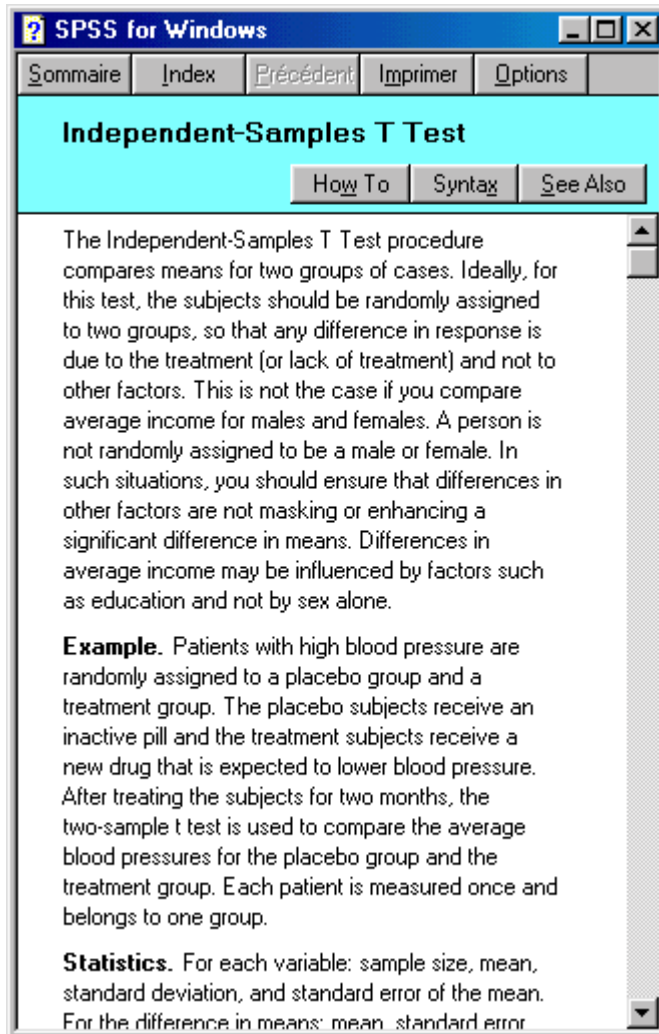 SPSS for Windows
Sommaire Index Précédent Imprimer Options
Independent-Samples T Test
How To Syntax See Also
The Independent-Samples T Test procedure
compares means for two groups of cases. Ideally, for
this test, the subjects should be randomly assigned
to two groups, so that any difference in response is
due to the treatment (or lack of treatment) and not to
other factors. This is not the case if you compare
average income for males and females. A person is
not randomly assigned to be a male or female. In
such situations, you should ensure that differences in
other factors are not masking or enhancing a
significant difference in means. Differences in
average income may be influenced by factors such
as education and not by sex alone.
Example. Patients with high blood pressure are
randomly assigned to a placebo group and a
treatment group. The placebo subjects receive an
inactive pill and the treatment subjects receive a
new drug that is expected to lower blood pressure.
After treating the subjects for two months, the
two-sample t test is used to compare the average
blood pressures for the placebo group and the
treatment group. Each patient is measured once and
belongs to one group.
Statistics. For each variable: sample size, mean,
standard deviation, and standard error of the mean.
For the difference in means: mean, standard error